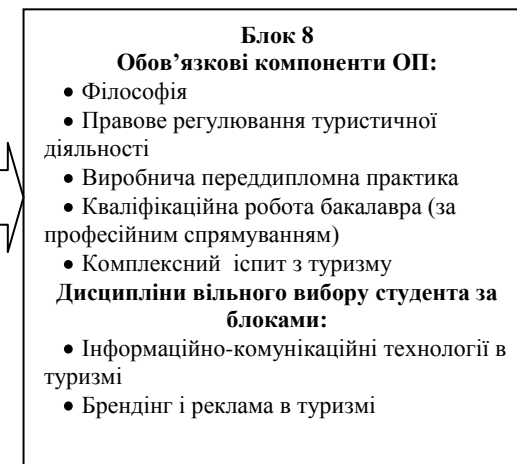 Блок 8
Обов’язкові компоненти ОП:
• Філософія
• Правове регулювання туристичної
діяльності
• Виробнича переддипломна практика
• Кваліфікаційна робота бакалавра (за
професійним спрямуванням)
• Комплексний іспит з туризму
Дисципліни вільного вибору студента за
блоками:
• Інформаційно-комунікаційні технології в
туризмі
• Брендінг і реклама в туризмі